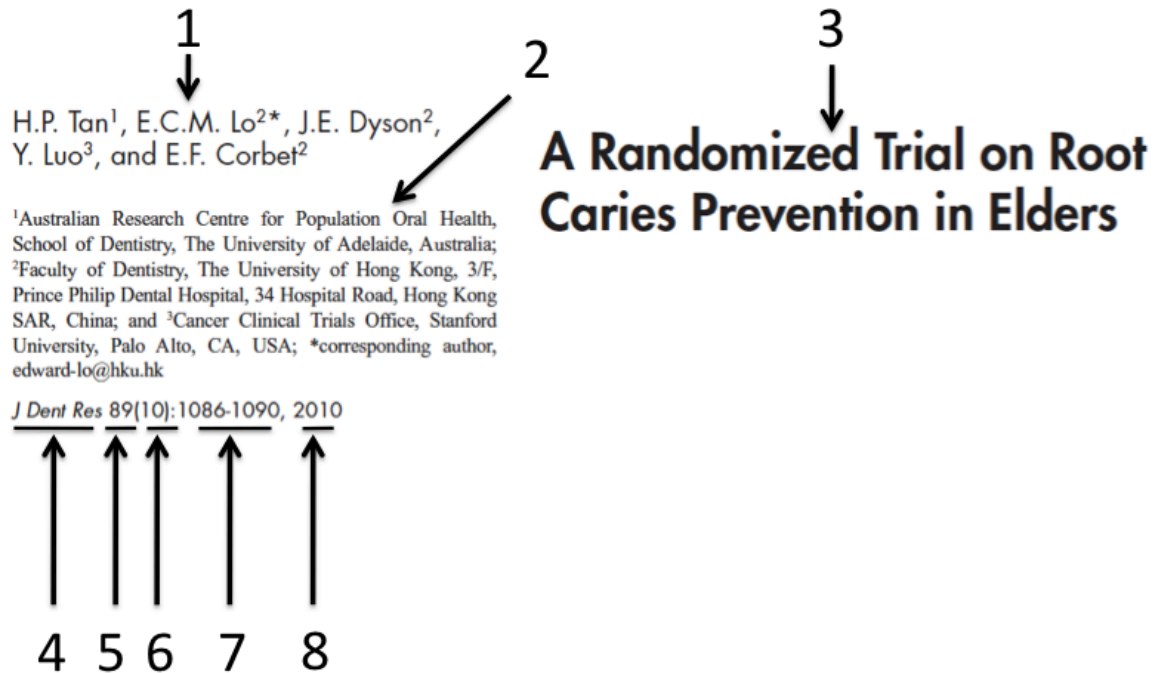 1
2
3
H.P. Tan¹, E.C.M. Lo²*, J.E. Dyson²,
Y. Luo³, and E.F. Corbet²
A Randomized Trial on Root
Caries Prevention in Elders
¹Australian Research Centre for Population Oral Health,
School of Dentistry, The University of Adelaide, Australia;
²Faculty of Dentistry, The University of Hong Kong, 3/F,
Prince Philip Dental Hospital, 34 Hospital Road, Hong Kong
SAR, China; and ³Cancer Clinical Trials Office, Stanford
University, Palo Alto, CA, USA; *corresponding author,
edward-lo@hku.hk
J Dent Res 89(10):1086-1090, 2010
4 5 6 7 8